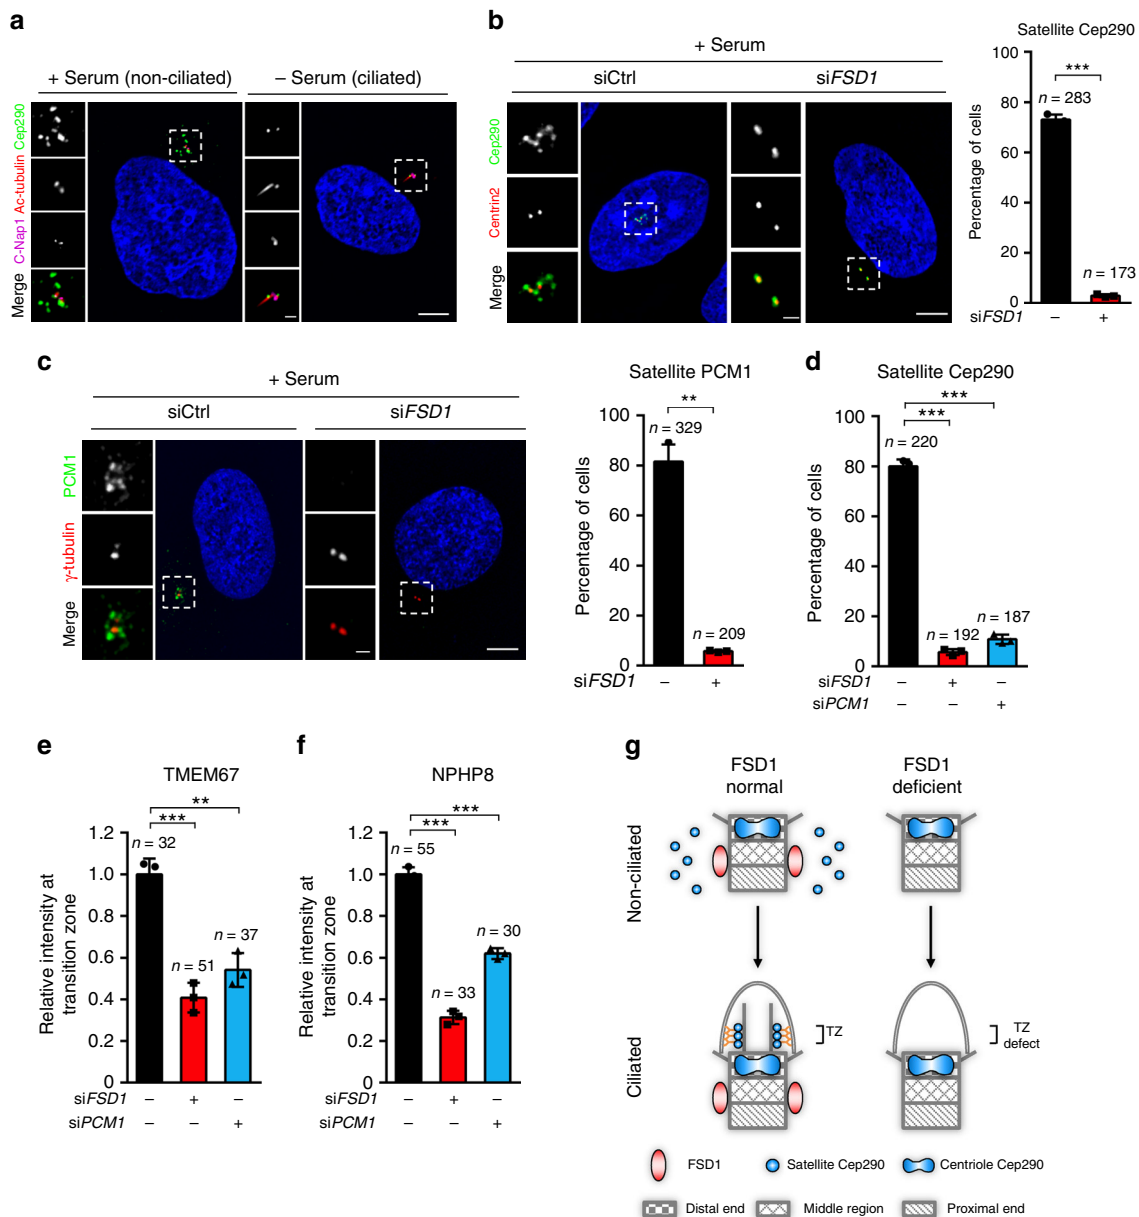 a
+ Serum (non-ciliated)
– Serum (ciliated)
Cep290
Ac-tubulin
C-Nap1
Merge
b
+ Serum
siCtrl
siFSD1
Cep290
Centrin2
Merge
Satellite Cep290
***
n = 283
n = 173
100
80
60
40
20
0
Percentage of cells
siFSD1
–
+
c
+ Serum
siCtrl
siFSD1
PCM1
γ-tubulin
Merge
Satellite PCM1
**
n = 329
n = 209
100
80
60
40
20
0
Percentage of cells
siFSD1
–
+
d
Satellite Cep290
***
***
n = 220
n = 192
n = 187
100
80
60
40
20
0
Percentage of cells
siFSD1 – + –
siPCM1 – – +
e
TMEM67
**
***
n = 32
n = 51
n = 37
1.2
1.0
0.8
0.6
0.4
0.2
0
Relative intensity at
transition zone
siFSD1 – + –
siPCM1 – – +
f
NPHP8
***
***
n = 55
n = 33
n = 30
1.2
1.0
0.8
0.6
0.4
0.2
0
Relative intensity at
transition zone
siFSD1 – + –
siPCM1 – – +
g
FSD1
normal
FSD1
deficient
Non-ciliated
Ciliated
TZ
TZ
defect
FSD1
Satellite Cep290
Centriole Cep290
Distal end
Middle region
Proximal end